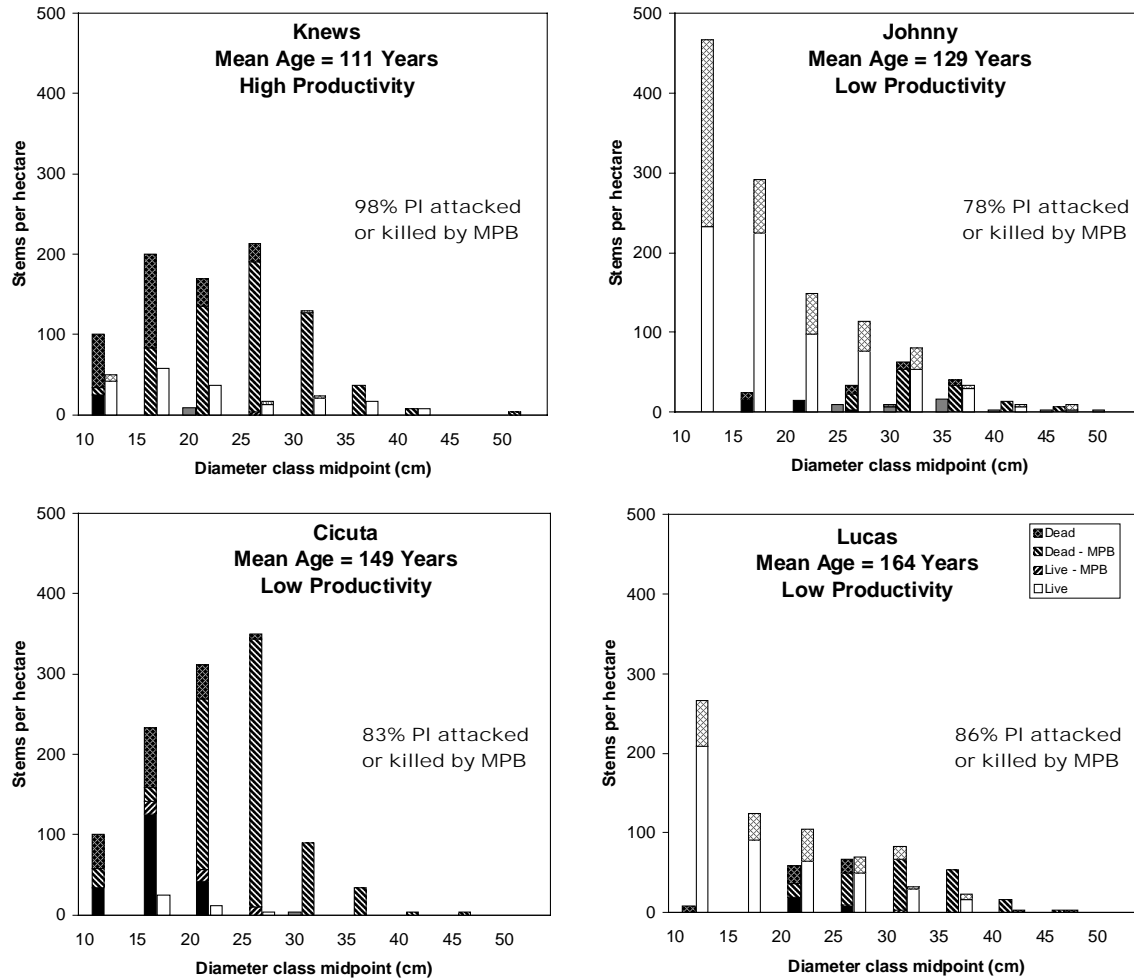 Knews
Mean Age = 111 Years
High Productivity
500
400
300
200
100
0
Stems per hectare
98% PI attacked
or killed by MPB
10 15 20 25 30 35 40 45 50
Diameter class midpoint (cm)
Johnny
Mean Age = 129 Years
Low Productivity
500
400
300
200
100
0
Stems per hectare
78% PI attacked
or killed by MPB
10 15 20 25 30 35 40 45 50
Diameter class midpoint (cm)
Cicuta
Mean Age = 149 Years
Low Productivity
500
400
300
200
100
0
Stems per hectare
83% PI attacked
or killed by MPB
10 15 20 25 30 35 40 45 50
Diameter class midpoint (cm)
Lucas
Mean Age = 164 Years
Low Productivity
Dead
Dead - MPB
Live - MPB
Live
500
400
300
200
100
0
Stems per hectare
86% PI attacked
or killed by MPB
10 15 20 25 30 35 40 45 50
Diameter class midpoint (cm)